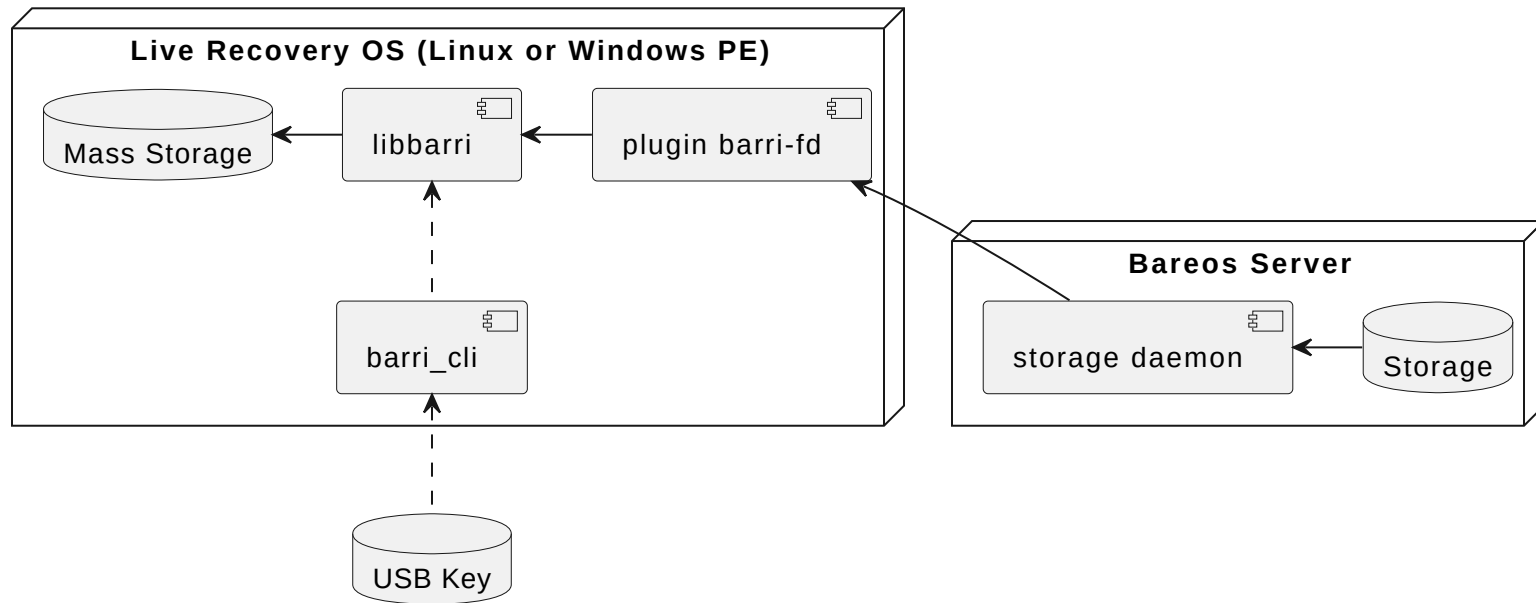 Live Recovery OS (Linux or Windows PE)
Mass Storage
libbarri
plugin barri-fd
Bareos Server
barri_cli
storage daemon
Storage
USB Key